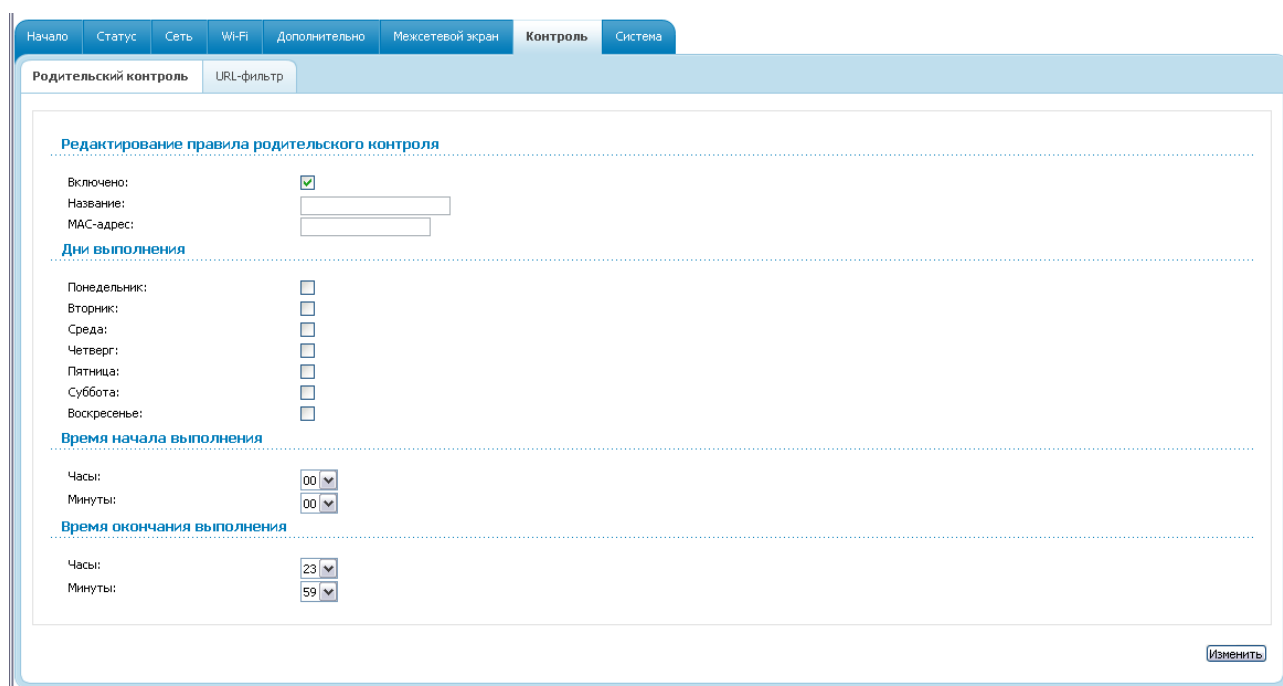 Начало Статус Сеть Wi-Fi Дополнительно Межсетевой экран Контроль Система
Родительский контроль URL-фильтр
Редактирование правила родительского контроля
Включено:
Название:
MAC-адрес:
Дни выполнения
Понедельник:
Вторник:
Среда:
Четверг:
Пятница:
Суббота:
Воскресенье:
Время начала выполнения
Часы: 00
Минуты: 00
Время окончания выполнения
Часы: 23
Минуты: 59
Изменить